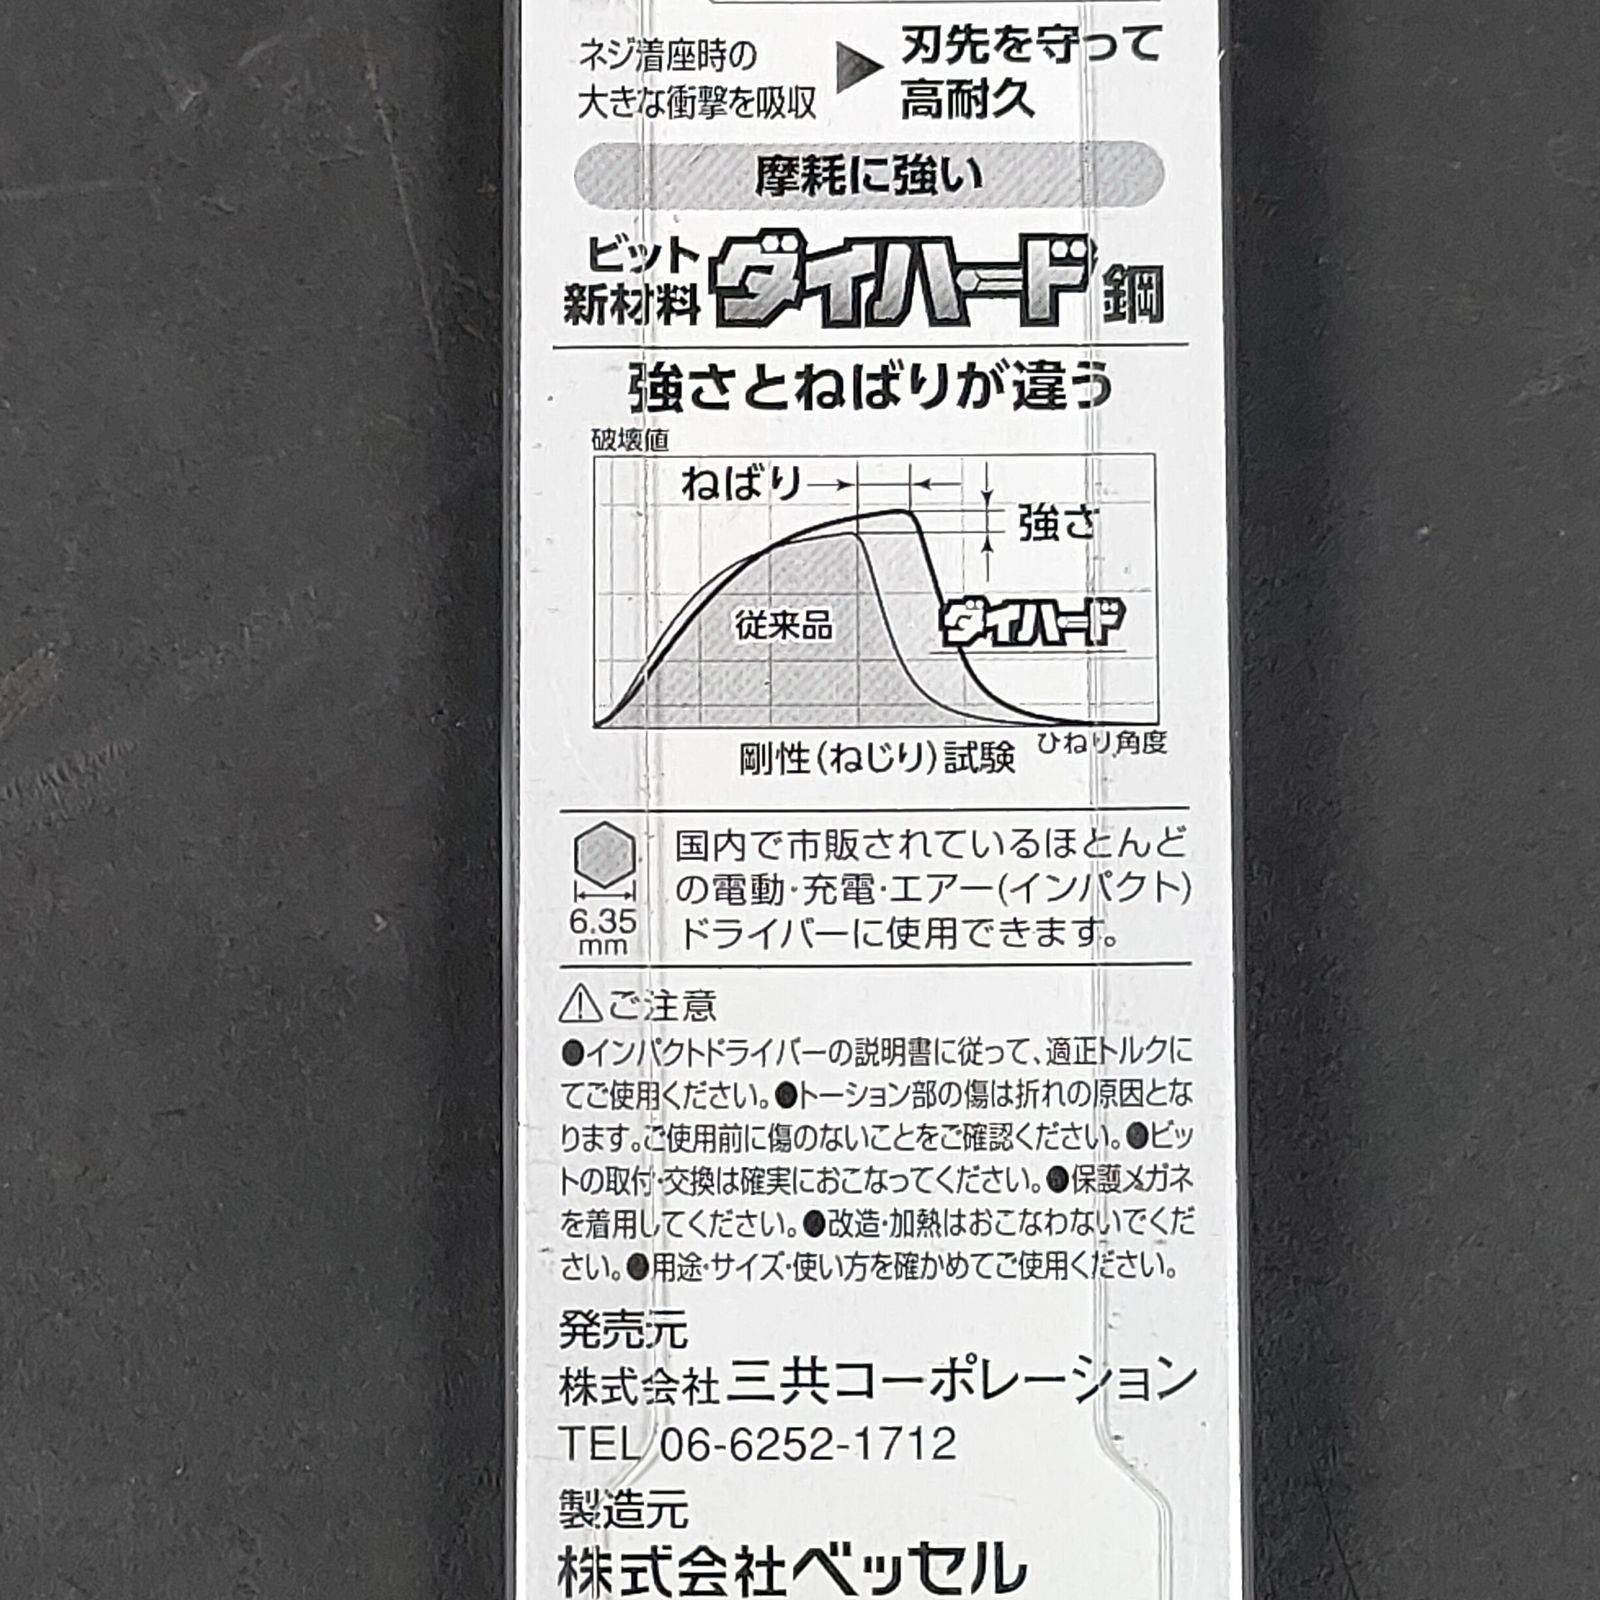 ネジ着座時の
大きな衝撃を吸収
▶
刃先を守って
高耐久
摩耗に強い
ビット
新材料
ダイハード鋼
強さとねばりが違う
破壊値
ねばり
強さ
従来品
ダイハード
ひねり角度
剛性(ねじり)試験
6.35
mm
国内で市販されているほとんど
の電動・充電・エアー(インパクト)
ドライバーに使用できます。
⚠ご注意
●インパクトドライバーの説明書に従って、適正トルクに
てご使用ください。●トーション部の傷は折れの原因とな
ります。ご使用前に傷のないことをご確認ください。●ビッ
トの取付・交換は確実におこなってください。●保護メガネ
を着用してください。●改造・加熱はおこなわないでくだ
さい。●用途・サイズ・使い方を確かめてご使用ください。
発売元
株式会社三共コーポレーション
TEL 06-6252-1712
製造元
株式会社ベッセル